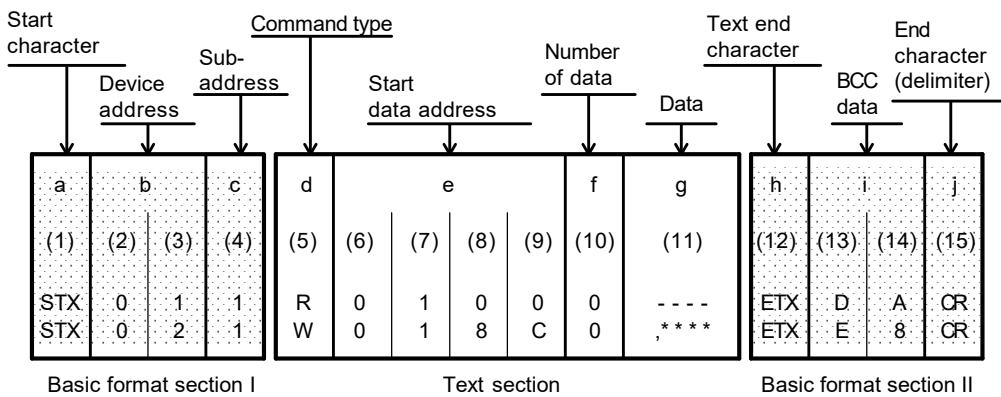 Start
character
Device
address
Sub-
address
Command type
Start
data address
Number
of data
Data
Text end
character
BCC
data
End
character
(delimiter)
a b c d e f g h i j
(1) (2) (3) (4) (5) (6) (7) (8) (9) (10) (11) (12) (13) (14) (15)
STX 0 1 1 R 0 1 0 0 0 - - - - ETX D A CR
STX 0 2 1 W 0 1 8 C 0 ,* * * * ETX E 8 CR
Basic format section I Text section Basic format section II